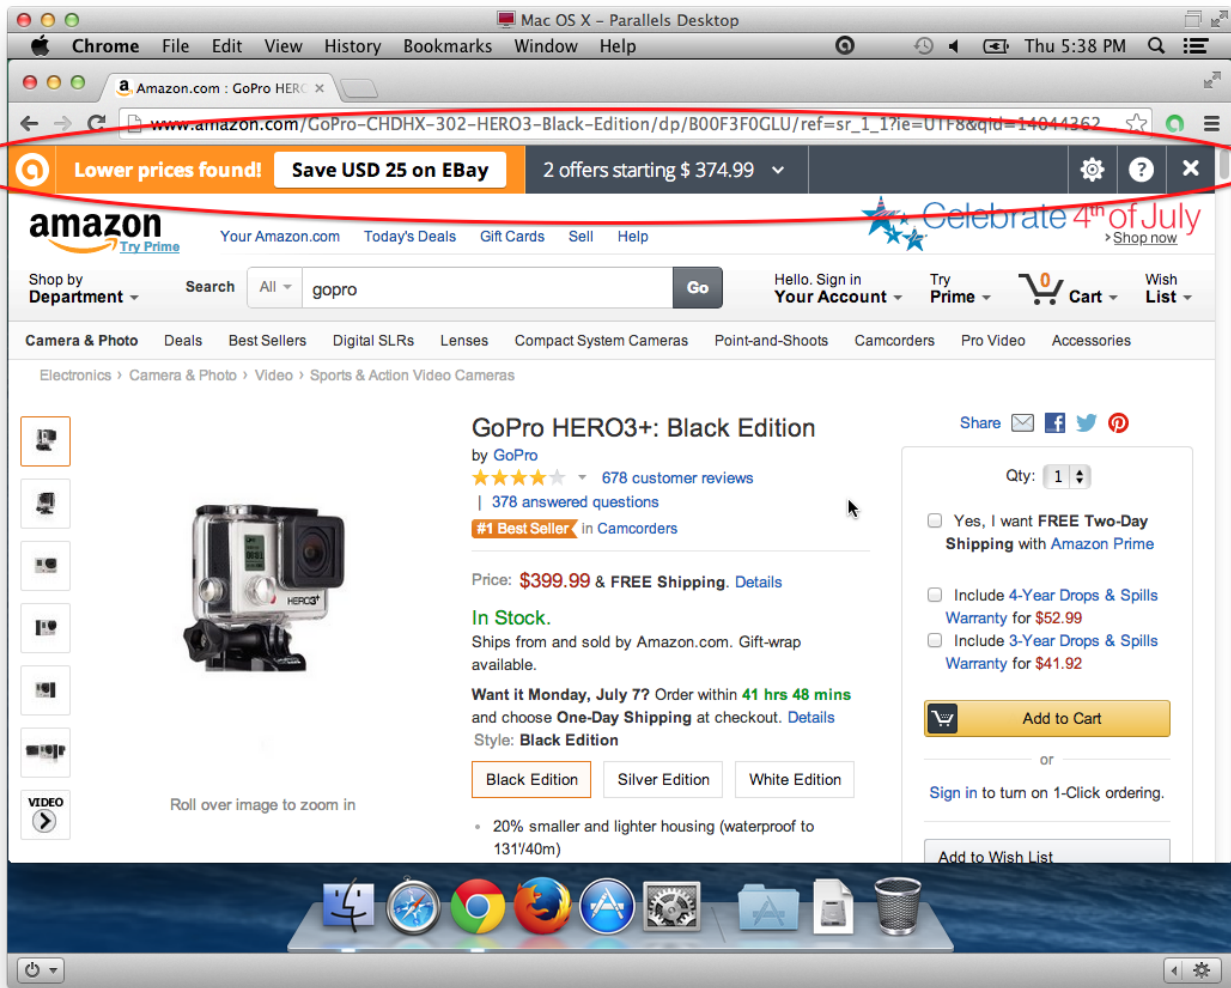 Mac OS X – Parallels Desktop
Chrome File Edit View History Bookmarks Window Help Thu 5:38 PM
Amazon.com : GoPro HERO
www.amazon.com/GoPro-CHDHX-302-HERO3-Black-Edition/dp/B00F3F0GLU/ref=sr_1_1?ie=UTF8&qid=14044362
Lower prices found! Save USD 25 on EBay 2 offers starting $ 374.99
amazon
Try Prime
Your Amazon.com Today's Deals Gift Cards Sell Help
Celebrate 4th of July
› Shop now
Shop by
Department
Search All gopro Go
Hello. Sign in
Your Account
Try
Prime
0
Cart
Wish
List
Camera & Photo Deals Best Sellers Digital SLRs Lenses Compact System Cameras Point-and-Shoots Camcorders Pro Video Accessories
Electronics › Camera & Photo › Video › Sports & Action Video Cameras
VIDEO
HERO3+
Roll over image to zoom in
GoPro HERO3+: Black Edition
by GoPro
678 customer reviews
| 378 answered questions
#1 Best Seller in Camcorders
Price: $399.99 & FREE Shipping. Details
In Stock.
Ships from and sold by Amazon.com. Gift-wrap
available.
Want it Monday, July 7? Order within 41 hrs 48 mins
and choose One-Day Shipping at checkout. Details
Style: Black Edition
Black Edition Silver Edition White Edition
• 20% smaller and lighter housing (waterproof to
131'/40m)
Share
Qty: 1
Yes, I want FREE Two-Day
Shipping with Amazon Prime
Include 4-Year Drops & Spills
Warranty for $52.99
Include 3-Year Drops & Spills
Warranty for $41.92
Add to Cart
or
Sign in to turn on 1-Click ordering.
Add to Wish List